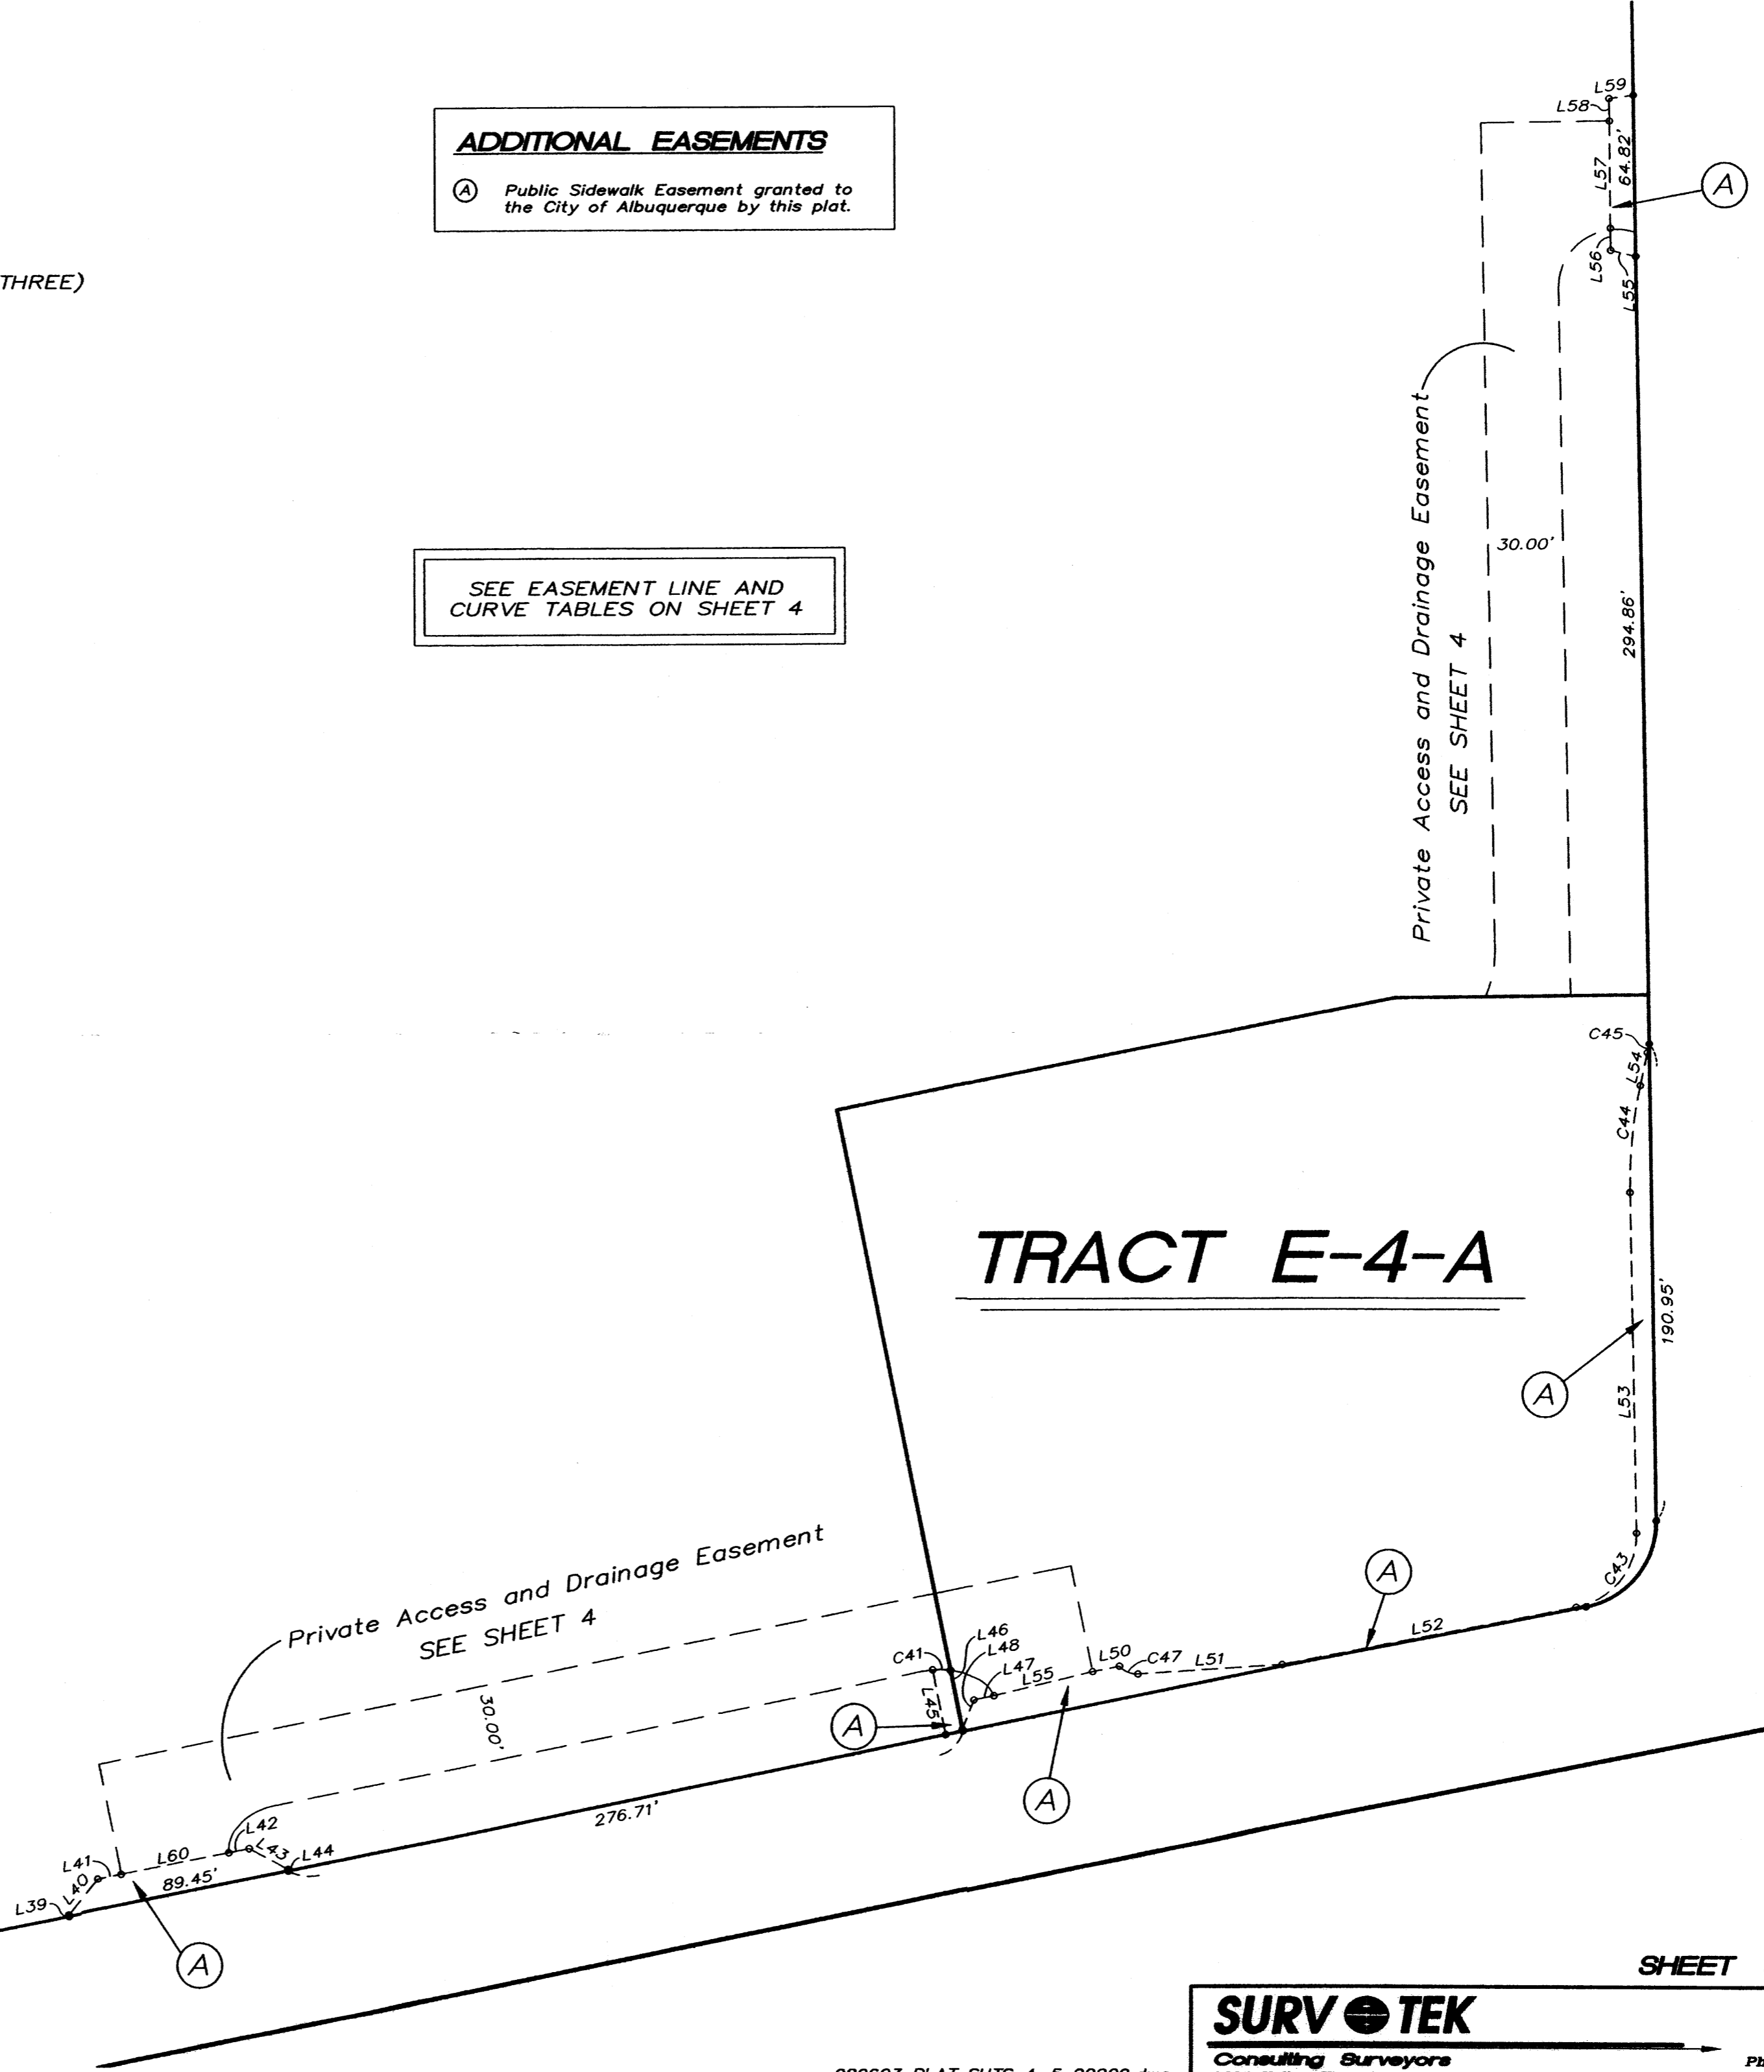 L59
L58
ADDITIONAL EASEMENTS
64.82'
L57
A
A Public Sidewalk Easement granted to
the City of Albuquerque by this plat.
L56
THREE)
L55
Private Access and Drainage Easement
SEE SHEET 4
30.00'
SEE EASEMENT LINE AND
CURVE TABLES ON SHEET 4
294.86'
C45
L54
C44
TRACT E-4-A
190.95'
A
L53
Private Access and Drainage Easement
SEE SHEET 4
A
C43
L52
L46
L48
C41
L47
L50
C47
L51
L55
L45
30.00'
A
A
276.71'
L42
L43
L44
L60
L41
L40
89.45'
L39
A
SHEET
SURV TEK
Consulting Surveyors